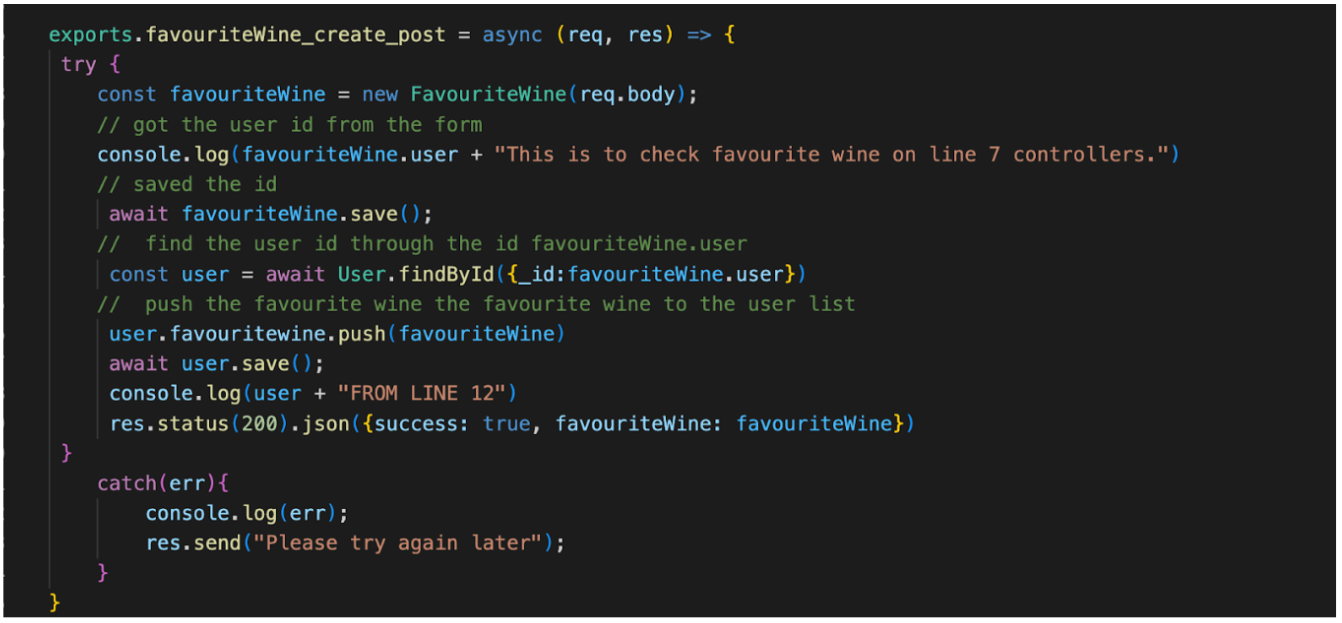 exports.favouriteWine_create_post = async (req, res) => {
try {
const favouriteWine = new FavouriteWine(req.body);
// got the user id from the form
console.log(favouriteWine.user + "This is to check favourite wine on line 7 controllers.")
// saved the id
await favouriteWine.save();
//  find the user id through the id favouriteWine.user
const user = await User.findById({_id:favouriteWine.user})
//  push the favourite wine the favourite wine to the user list
user.favouritewine.push(favouriteWine)
await user.save();
console.log(user + "FROM LINE 12")
res.status(200).json({success: true, favouriteWine: favouriteWine})
}
catch(err){
console.log(err);
res.send("Please try again later");
}
}